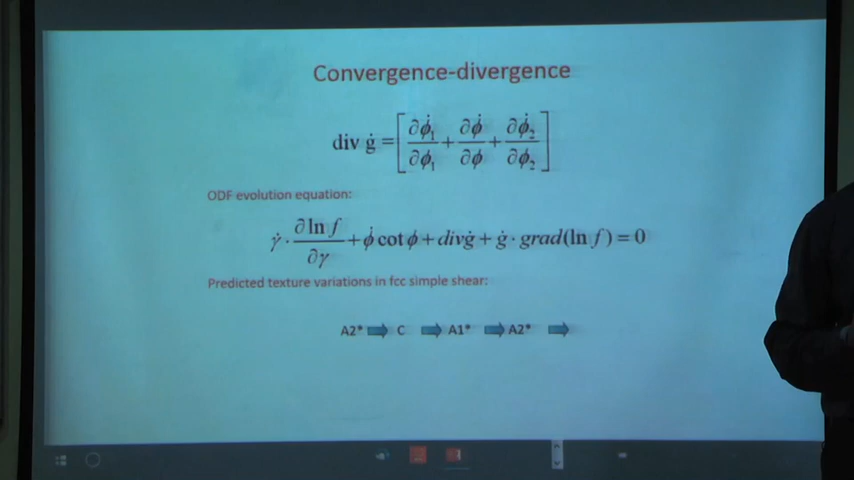 Convergence-divergence
div ġ = [∂φ̇₁/∂φ₁ + ∂φ̇/∂φ + ∂φ̇₂/∂φ₂]
ODF evolution equation:
γ̇ · ∂ ln f/∂γ + φ̇ cot φ + divġ + ġ · grad(ln f) = 0
Predicted texture variations in fcc simple shear:
A2* ⇒ C ⇒ A1* ⇒ A2* ⇒